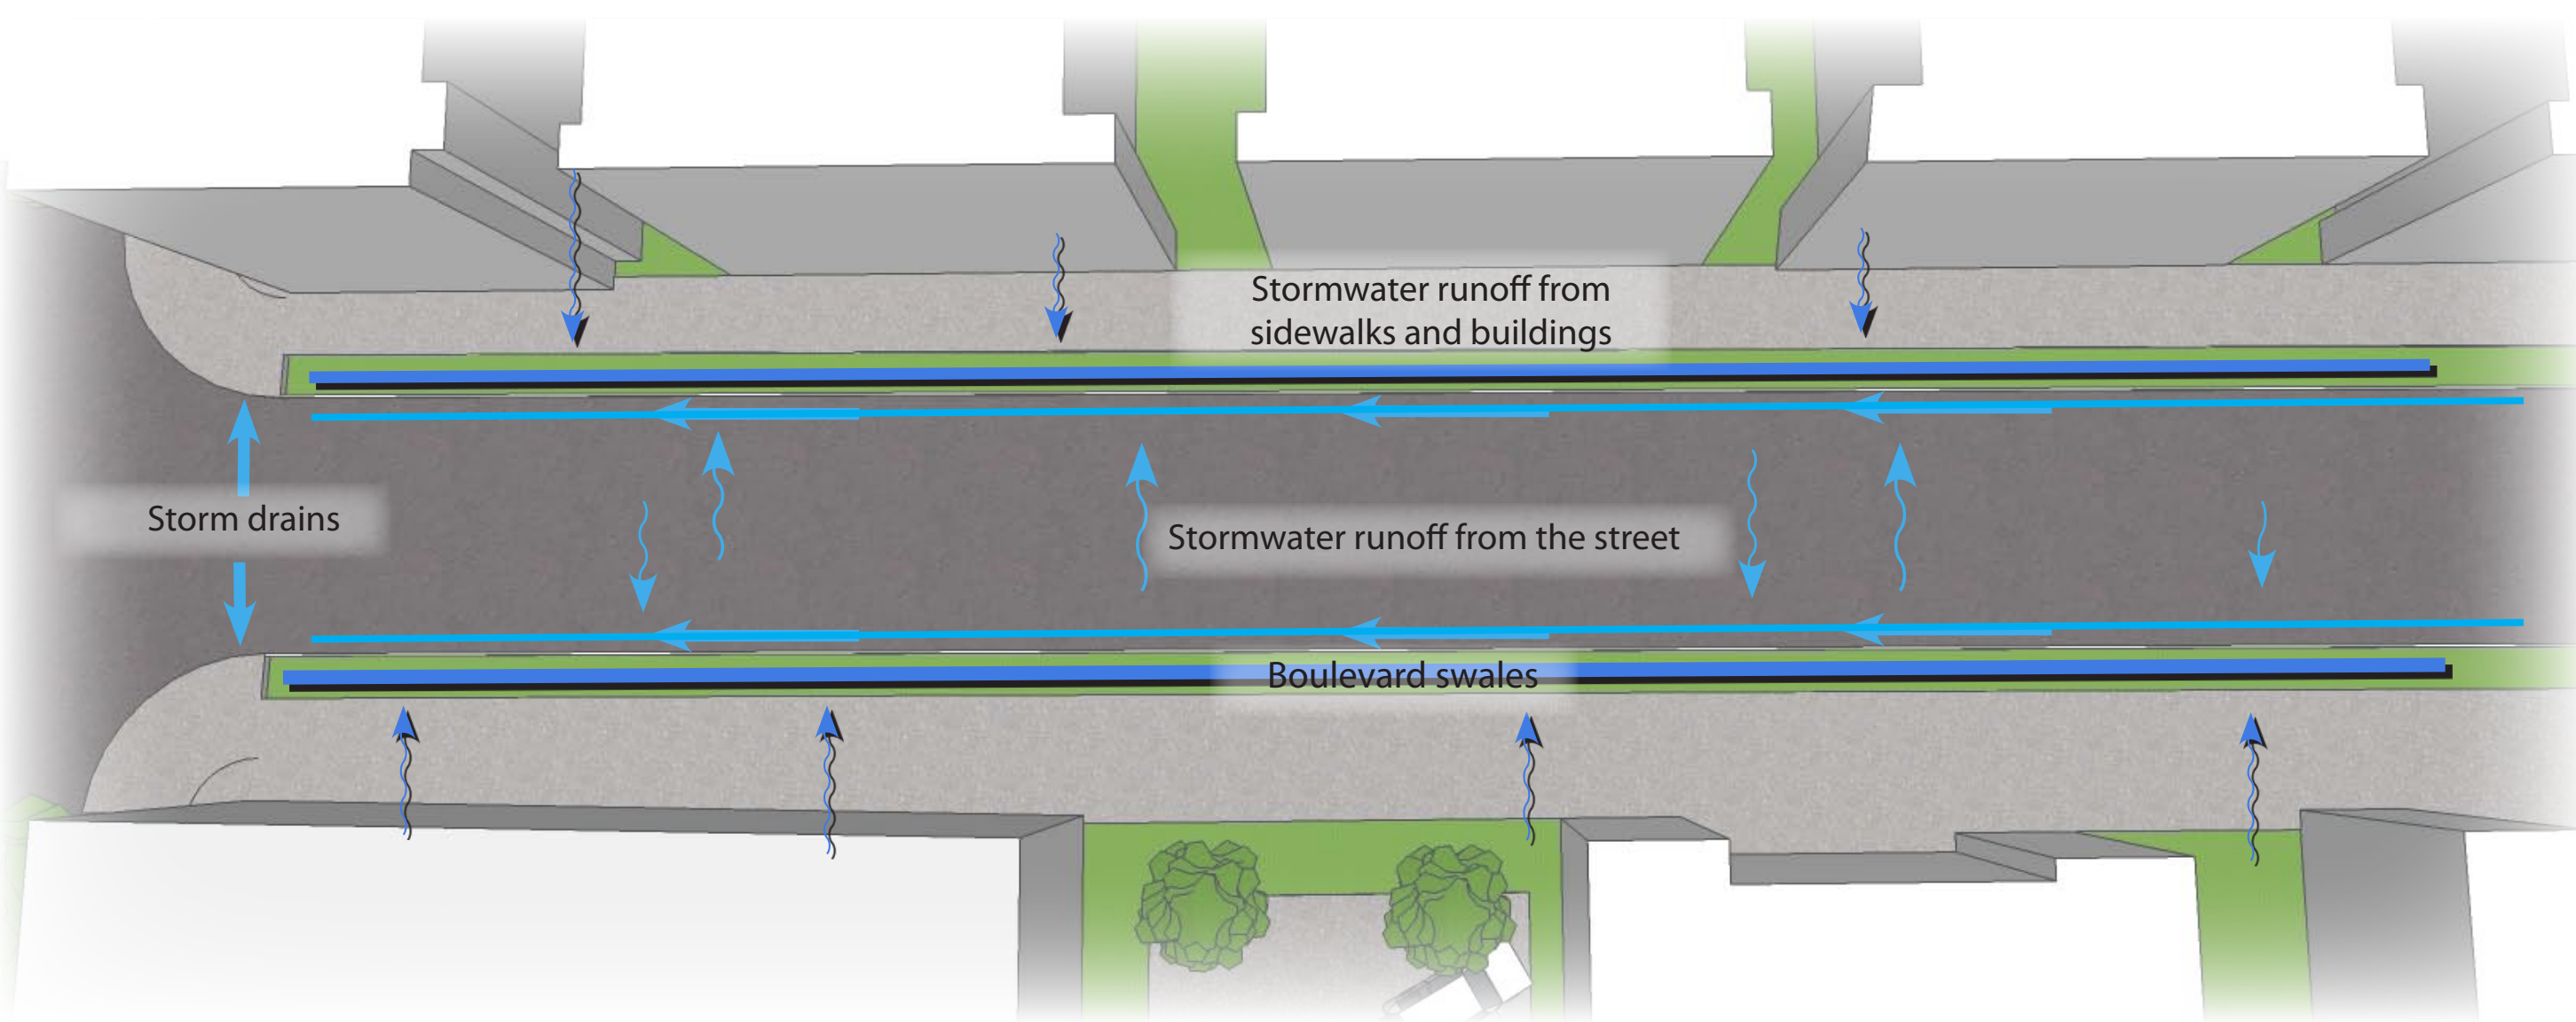 Stormwater runoff from
sidewalks and buildings
Storm drains
Stormwater runoff from the street
Boulevard swales